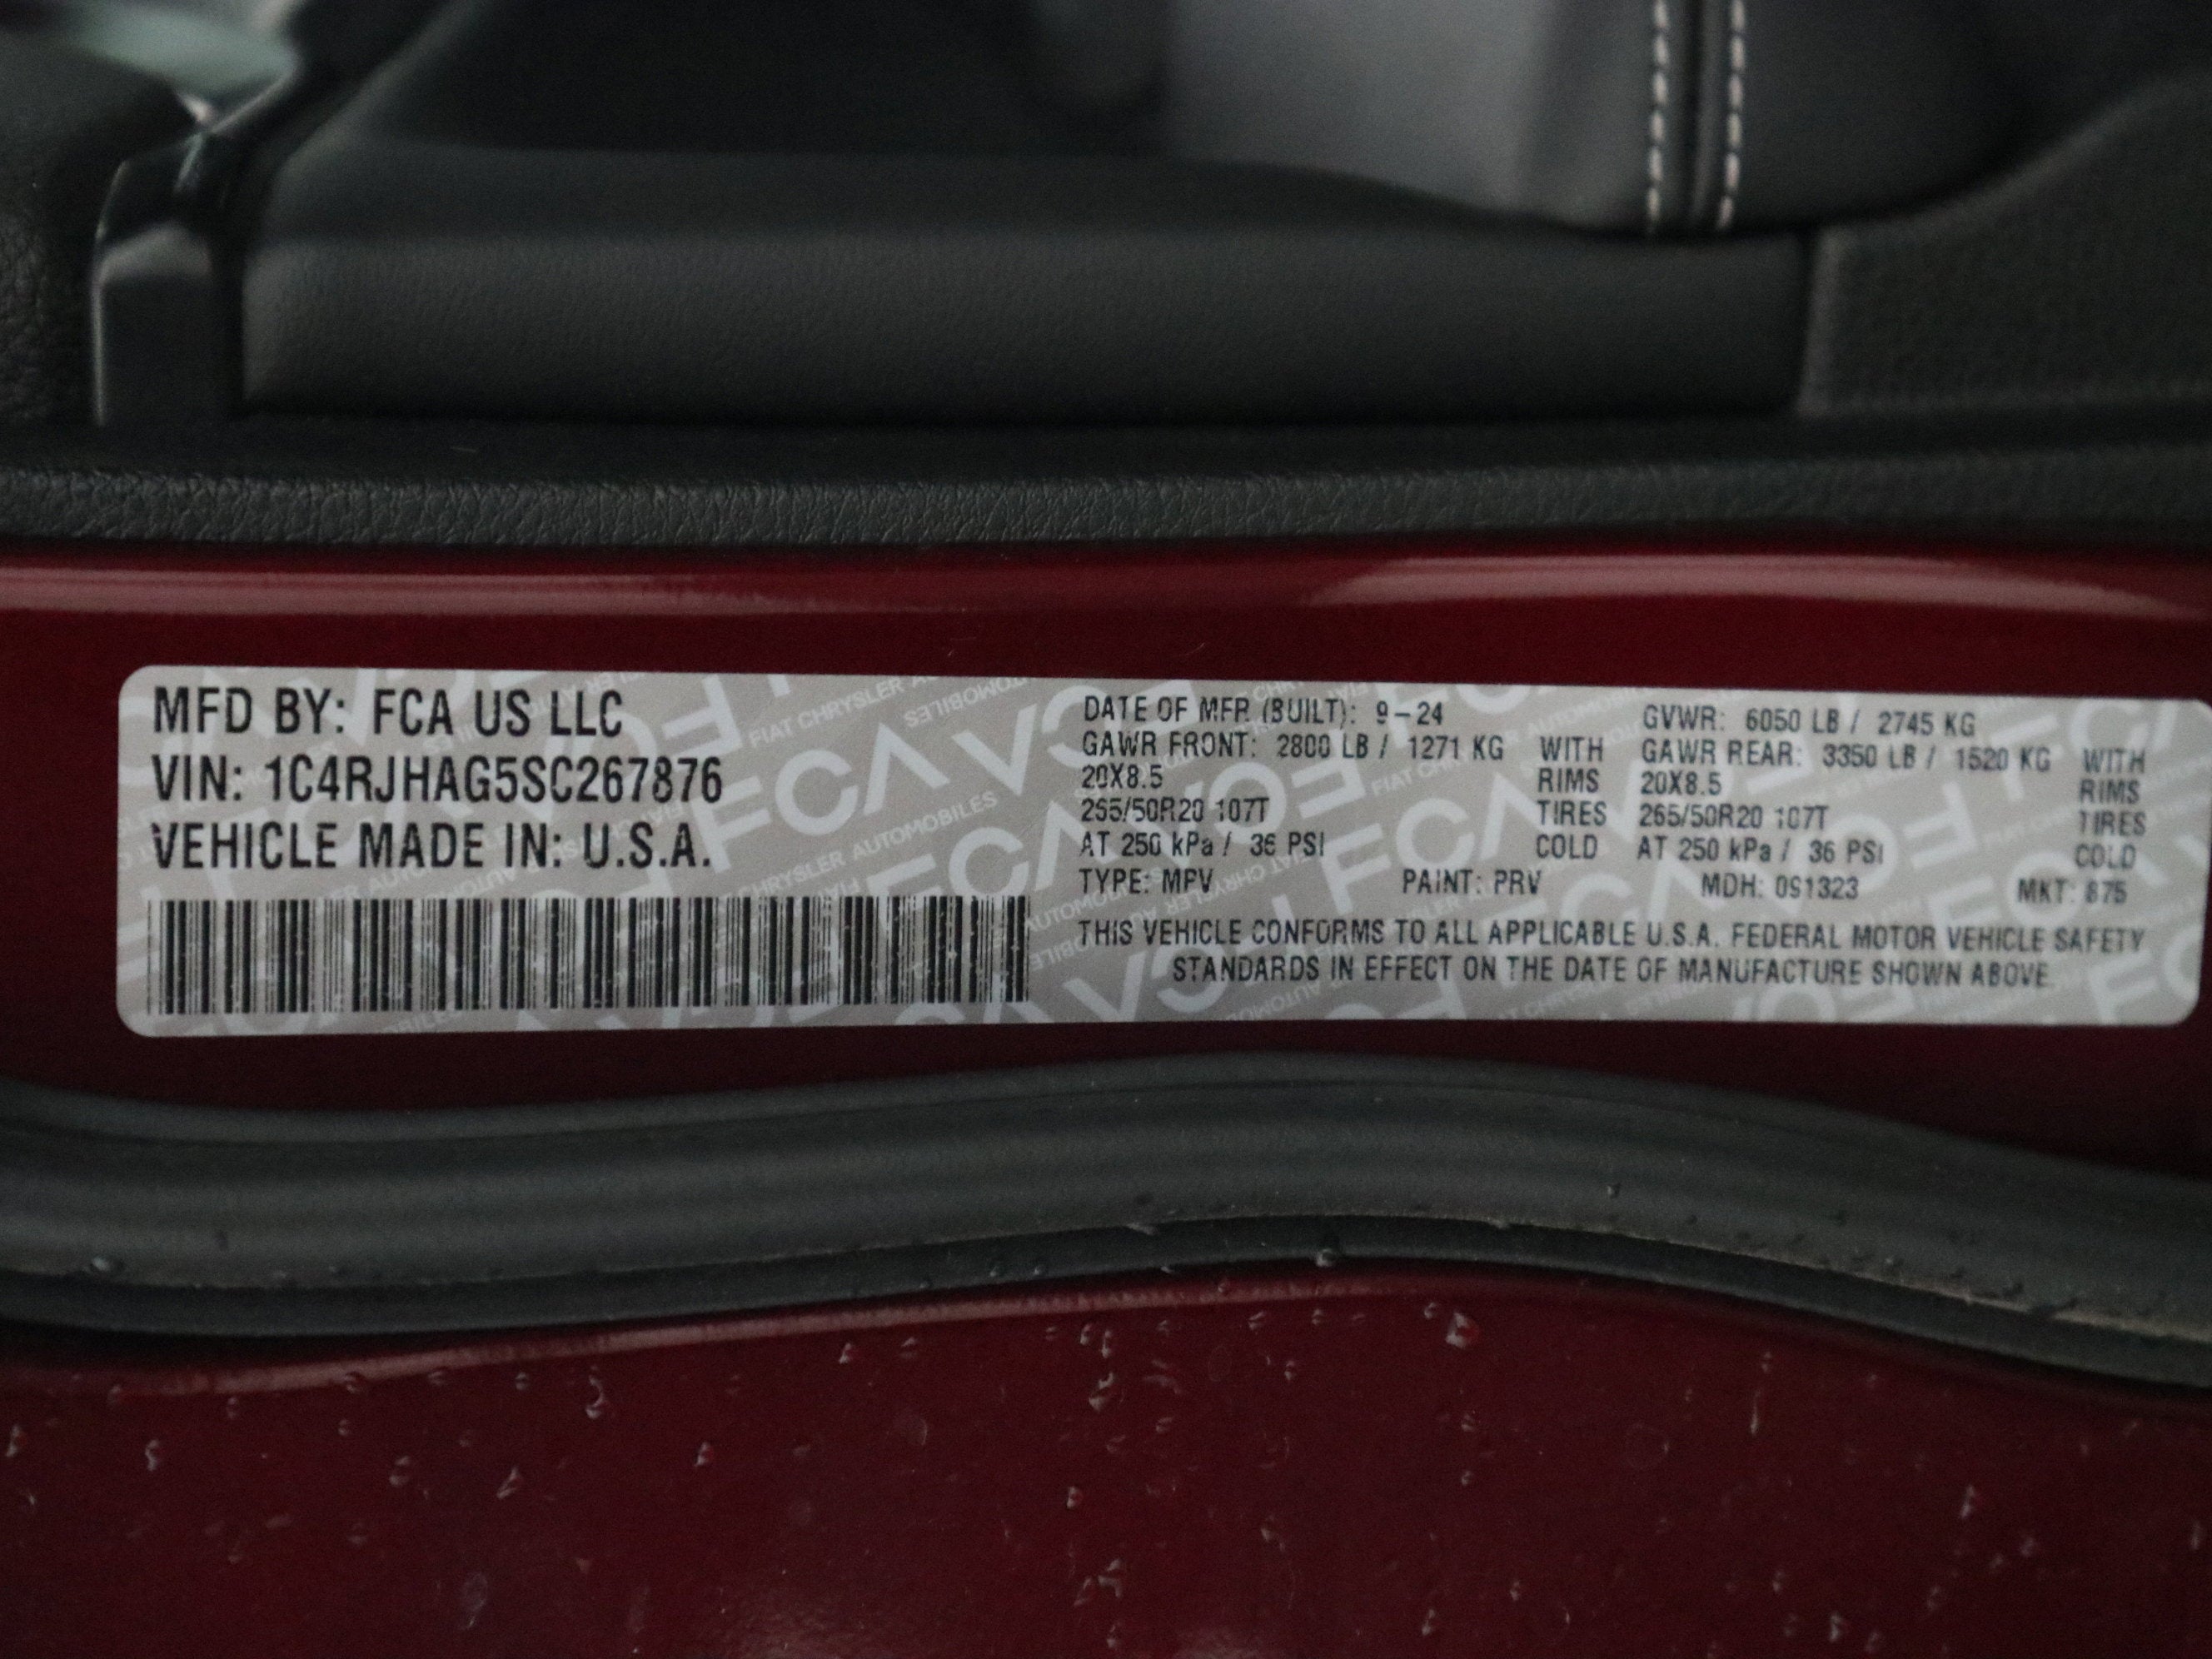 MFD BY: FCA US LLC
VIN: 1C4RJHAG5SC267876
VEHICLE MADE IN: U.S.A.
DATE OF MFR (BUILT): 9-24 GVWR: 6050 LB / 2745 KG
GAWR FRONT: 2800 LB / 1271 KG WITH GAWR REAR: 3350 LB / 1520 KG WITH
20X8.5 RIMS 20X8.5 RIMS
265/50R20 107T TIRES 265/50R20 107T TIRES
AT 250 kPa / 36 PSI COLD AT 250 kPa / 36 PSI COLD
TYPE: MPV PAINT: PRV MDH: 091323 MKT: 875
THIS VEHICLE CONFORMS TO ALL APPLICABLE U.S.A. FEDERAL MOTOR VEHICLE SAFETY
STANDARDS IN EFFECT ON THE DATE OF MANUFACTURE SHOWN ABOVE.